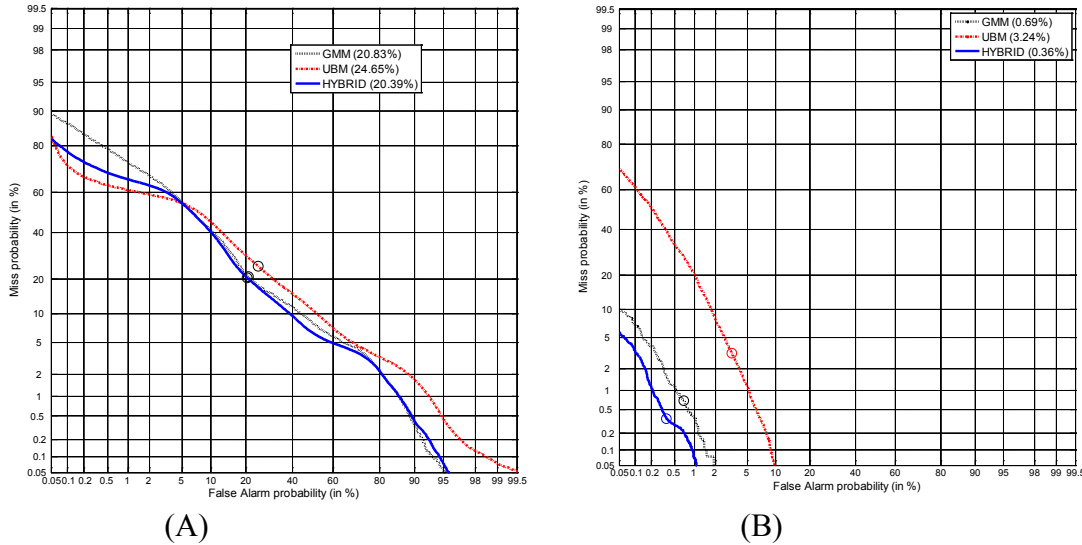 99.5
99
98
95
90
80
60
40
20
10
5
2
1
0.5
0.2
0.1
0.05
Miss probability (in %)
GMM (20.83%)
UBM (24.65%)
HYBRID (20.39%)
0.05 0.1 0.2 0.5 1 2 5 10 20 40 60 80 90 95 98 99 99.5
False Alarm probability (in %)
(A)
99.5
99
98
95
90
80
60
40
20
10
5
2
1
0.5
0.2
0.1
0.05
Miss probability (in %)
GMM (0.69%)
UBM (3.24%)
HYBRID (0.36%)
0.05 0.1 0.2 0.5 1 2 5 10 20 40 60 80 90 95 98 99 99.5
False Alarm probability (in %)
(B)